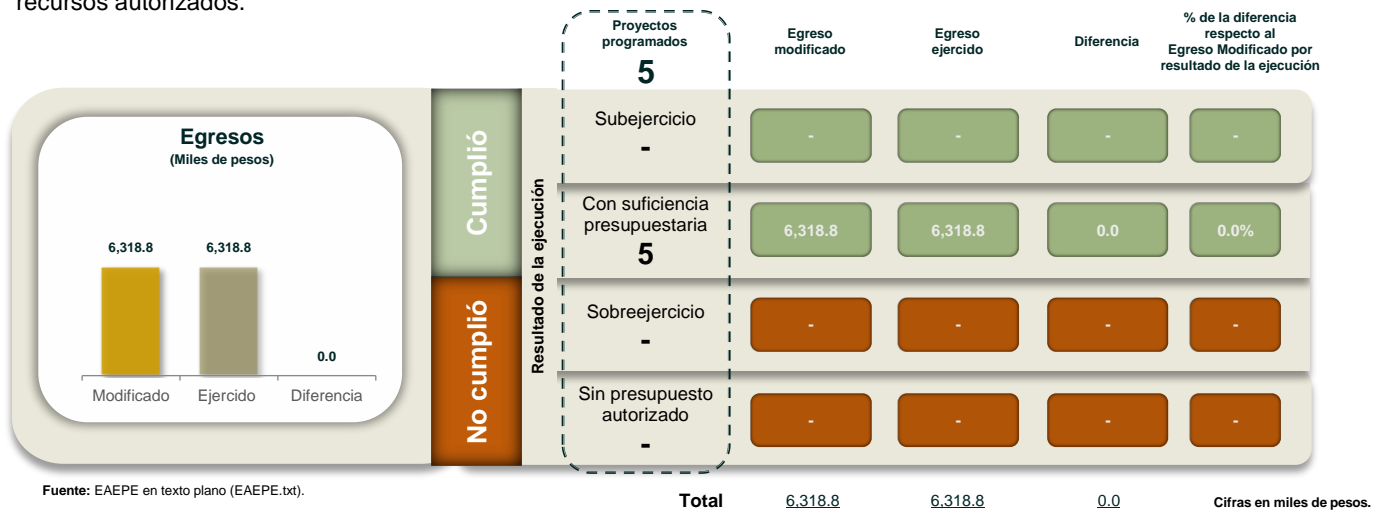 recursos autorizados.
Proyectos
programados
5
Egreso
modificado
Egreso
ejercido
Diferencia
% de la diferencia
respecto al
Egreso Modificado por
resultado de la ejecución
Egresos
(Miles de pesos)
6,318.8
6,318.8
0.0
Modificado
Ejercido
Diferencia
Cumplió
No cumplió
Resultado de la ejecución
Subejercicio
-
-
-
-
-
Con suficiencia
presupuestaria
5
6,318.8
6,318.8
0.0
0.0%
Sobreejercicio
-
-
-
-
-
Sin presupuesto
autorizado
-
-
-
-
-
Fuente: EAEPE en texto plano (EAEPE.txt).
Total 6,318.8 6,318.8 0.0
Cifras en miles de pesos.